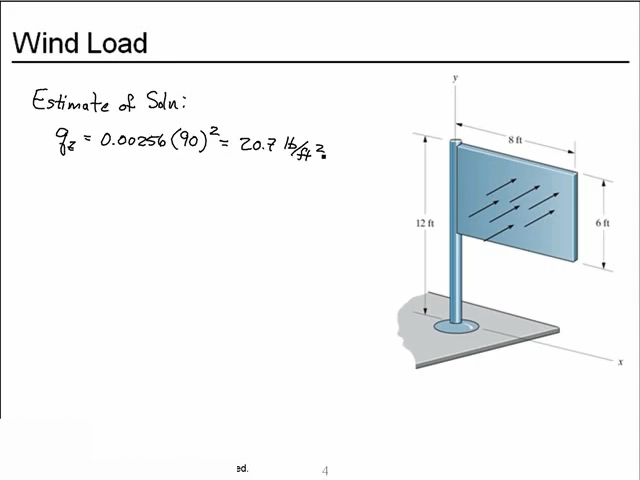 Wind Load
Estimate of Soln:
q_z = 0.00256 (90)² = 20.7 lb/ft²
y
8 ft
12 ft
6 ft
x
ed.
4